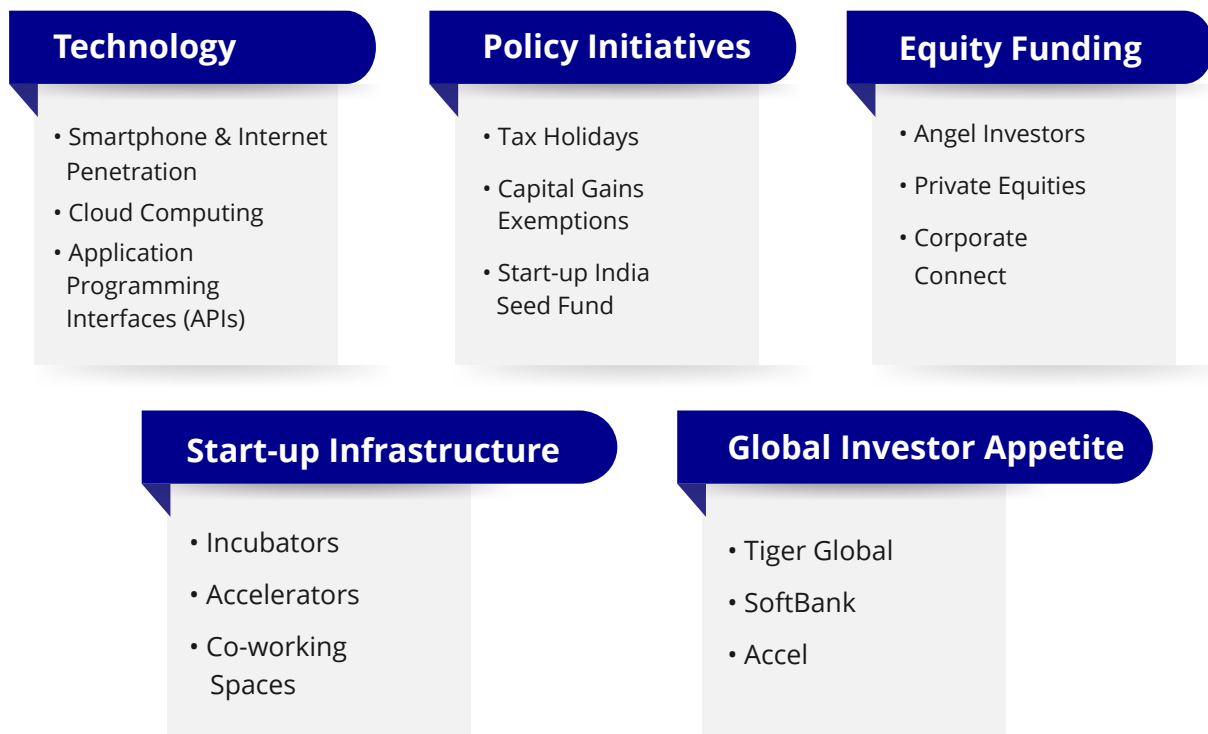 Technology
• Smartphone & Internet
Penetration
• Cloud Computing
• Application
Programming
Interfaces (APIs)
Policy Initiatives
• Tax Holidays
• Capital Gains
Exemptions
• Start-up India
Seed Fund
Equity Funding
• Angel Investors
• Private Equities
• Corporate
Connect
Start-up Infrastructure
• Incubators
• Accelerators
• Co-working
Spaces
Global Investor Appetite
• Tiger Global
• SoftBank
• Accel